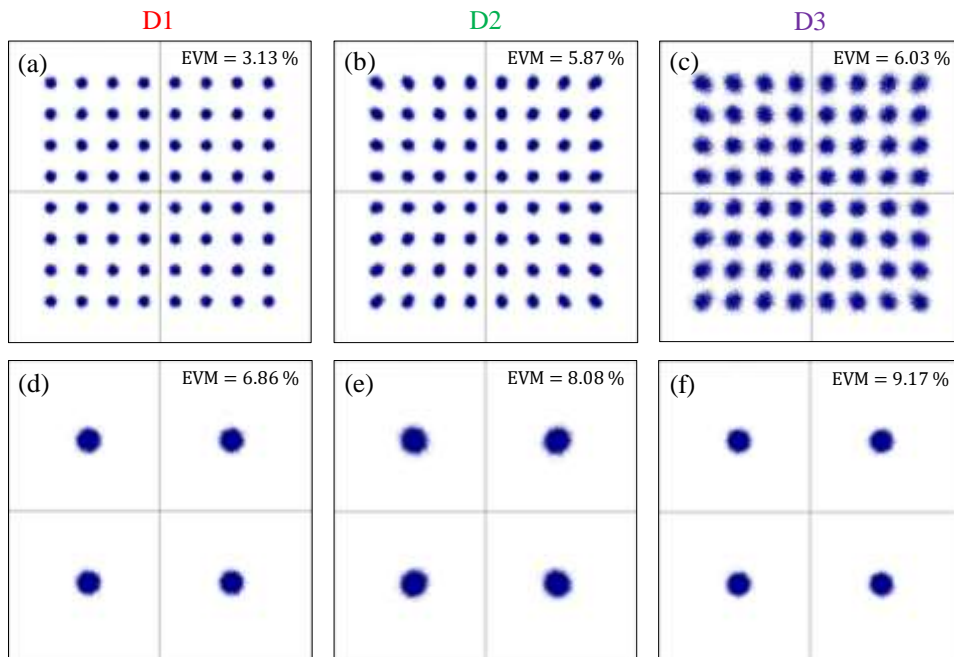 D1 D2 D3
(a) EVM = 3.13 % (b) EVM = 5.87 % (c) EVM = 6.03 %
(d) EVM = 6.86 % (e) EVM = 8.08 % (f) EVM = 9.17 %